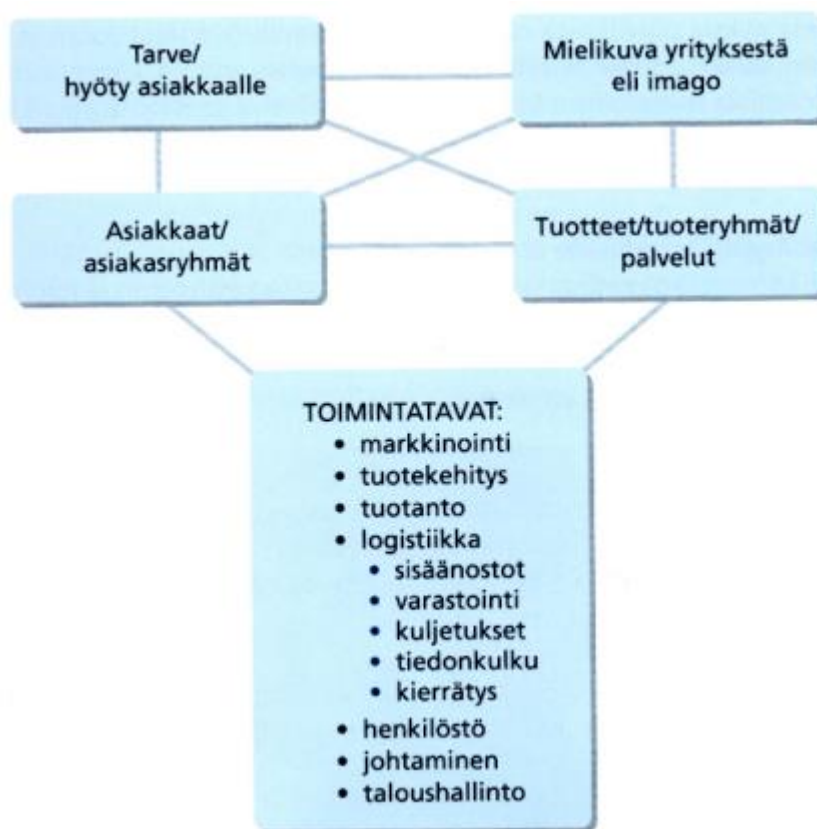 Tarve/
hyöty asiakkaalle
Mielikuva yrityksestä
eli imago
Asiakkaat/
asiakasryhmät
Tuotteet/tuoteryhmät/
palvelut
TOIMINTATAVAT:
• markkinointi
• tuotekehitys
• tuotanto
• logistiikka
• sisäänostot
• varastointi
• kuljetukset
• tiedonkulku
• kierrätys
• henkilöstö
• johtaminen
• taloushallinto